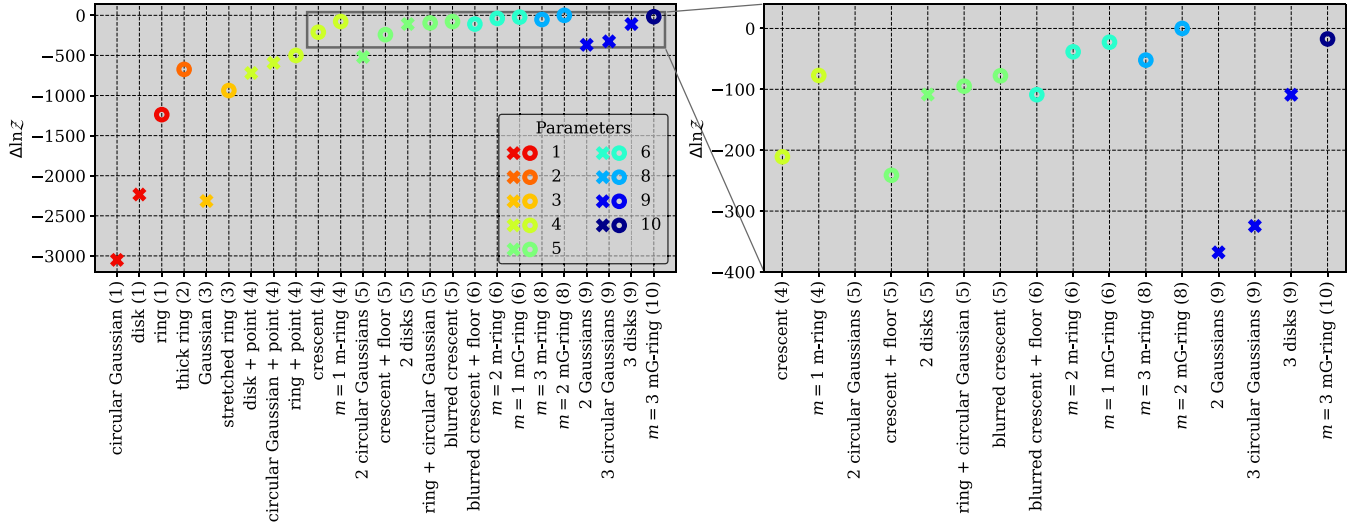 0
−500
−1000
−1500
−2000
−2500
−3000
Δln𝒵
Parameters
1
2
3
4
5
6
8
9
10
circular Gaussian (1)
disk (1)
ring (1)
thick ring (2)
Gaussian (3)
stretched ring (3)
disk + point (4)
circular Gaussian + point (4)
ring + point (4)
crescent (4)
m = 1 m-ring (4)
2 circular Gaussians (5)
crescent + floor (5)
2 disks (5)
ring + circular Gaussian (5)
blurred crescent (5)
blurred crescent + floor (6)
m = 2 m-ring (6)
m = 1 mG-ring (6)
m = 3 m-ring (8)
m = 2 mG-ring (8)
2 Gaussians (9)
3 circular Gaussians (9)
3 disks (9)
m = 3 mG-ring (10)
0
−100
−200
−300
−400
Δln𝒵
crescent (4)
m = 1 m-ring (4)
2 circular Gaussians (5)
crescent + floor (5)
2 disks (5)
ring + circular Gaussian (5)
blurred crescent (5)
blurred crescent + floor (6)
m = 2 m-ring (6)
m = 1 mG-ring (6)
m = 3 m-ring (8)
m = 2 mG-ring (8)
2 Gaussians (9)
3 circular Gaussians (9)
3 disks (9)
m = 3 mG-ring (10)